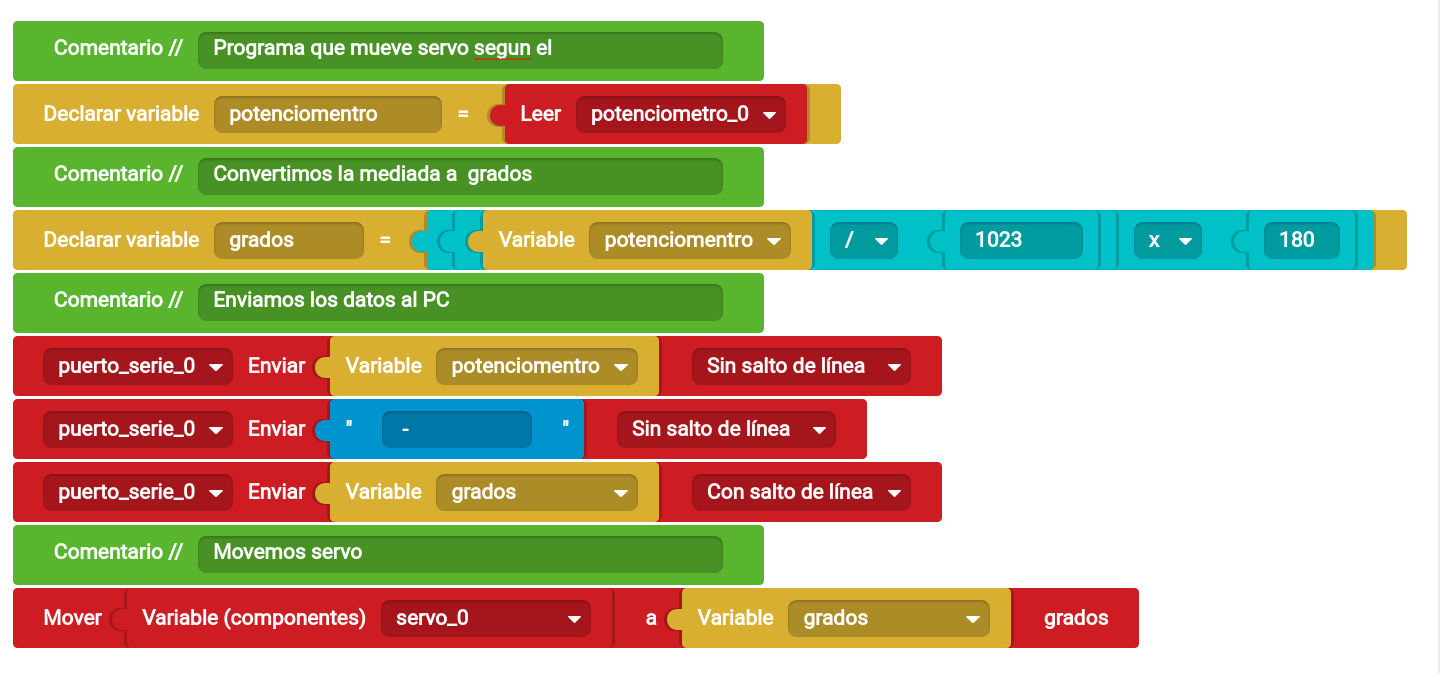 Comentario // Programa que mueve servo segun el
Declarar variable potenciomentro = Leer potenciometro_0
Comentario // Convertimos la mediada a  grados
Declarar variable grados = Variable potenciomentro / 1023 x 180
Comentario // Enviamos los datos al PC
puerto_serie_0 Enviar Variable potenciomentro Sin salto de línea
puerto_serie_0 Enviar " - " Sin salto de línea
puerto_serie_0 Enviar Variable grados Con salto de línea
Comentario // Movemos servo
Mover Variable (componentes) servo_0 a Variable grados grados